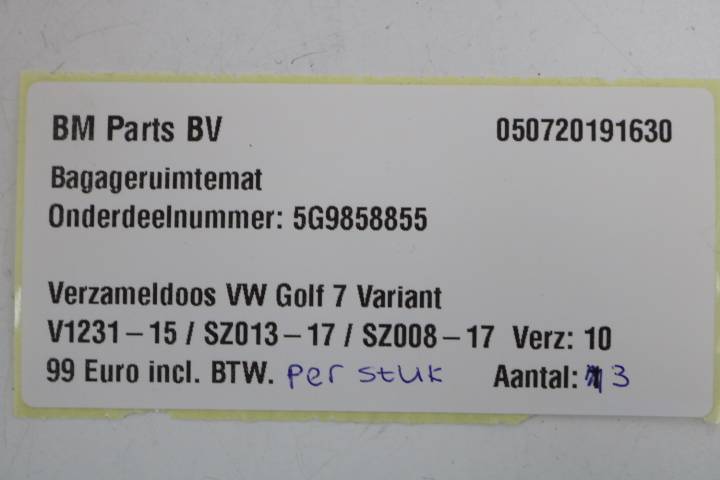 BM Parts BV 050720191630
Bagageruimtemat
Onderdeelnummer: 5G9858855
Verzameldoos VW Golf 7 Variant
V1231-15 / SZ013-17 / SZ008-17 Verz: 10
99 Euro incl. BTW. per stuk Aantal: 3